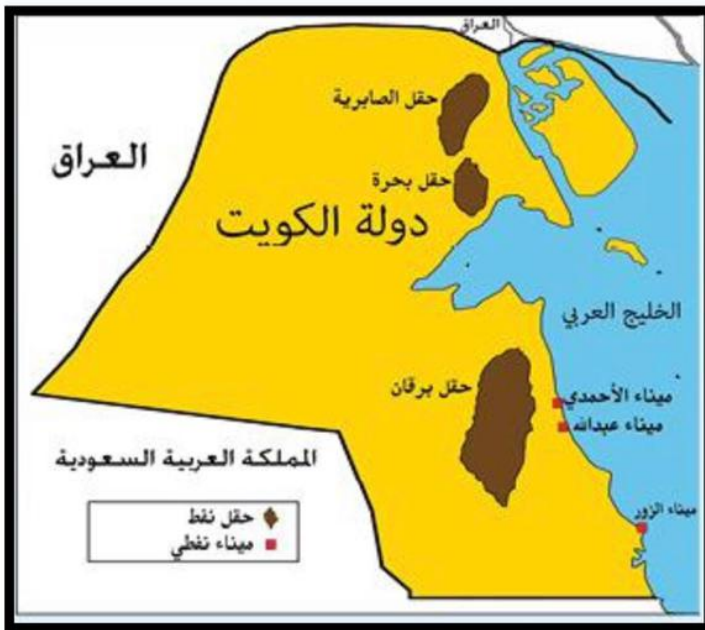 العراق
حقل الصابرية
العراق
حقل بحرة
دولة الكويت
الخليج العربي
حقل برقان
ميناء الأحمدي
ميناء عبدالله
المملكة العربية السعودية
ميناء الزور
حقل نفط
ميناء نفطي